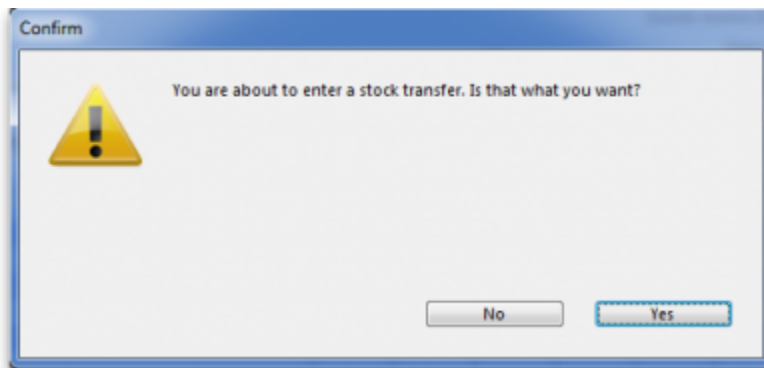 Confirm
You are about to enter a stock transfer. Is that what you want?
No Yes